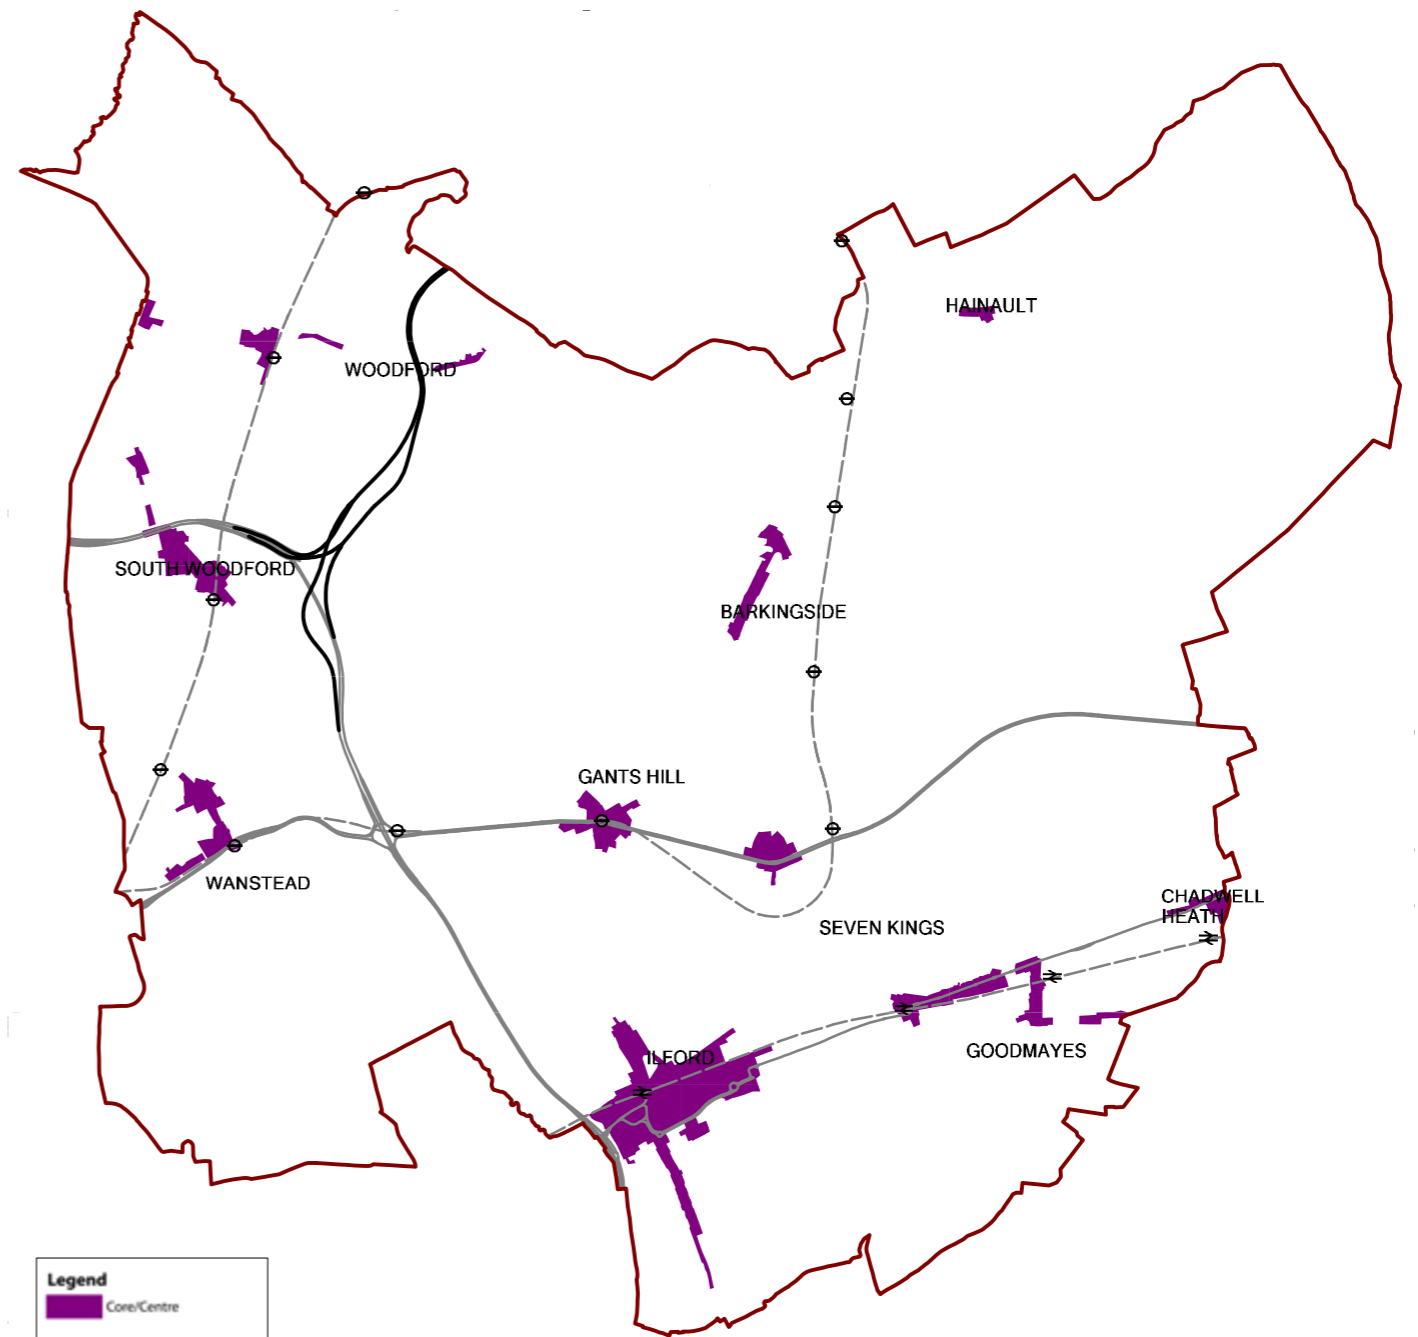 HAINAULT
WOODFORD
SOUTH WOODFORD
BARKINGSIDE
GANTS HILL
WANSTEAD
CHADWELL
HEATH
SEVEN KINGS
GOODMAYES
ILFORD
Legend
Core/Centre